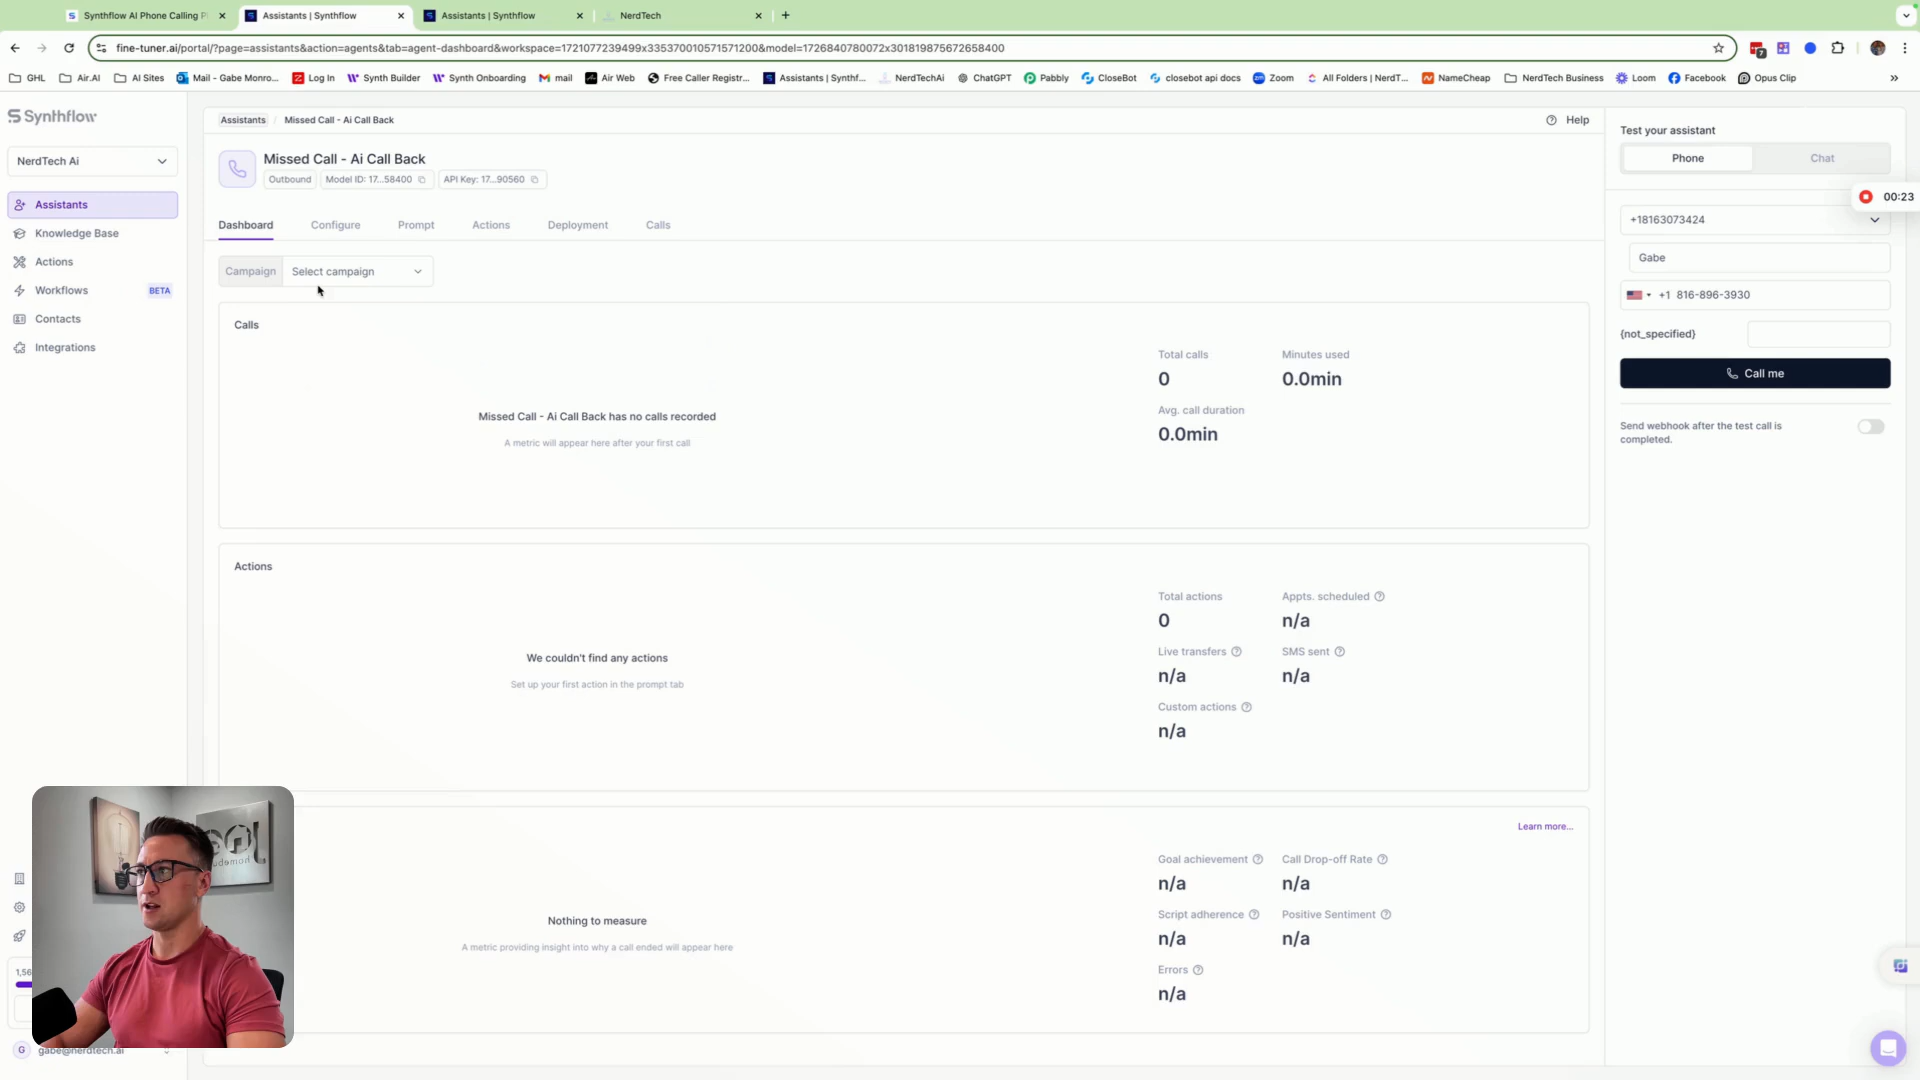 Synthflow AI Phone Calling Pl
Assistants | Synthflow
Assistants | Synthflow
NerdTech
fine-tuner.ai/portal/?page=assistants&action=agents&tab=agent-dashboard&workspace=1721077239499x335370010571571200&model=1726840780072x301819875672658400
7
GHL
Air.AI
AI Sites
Mail - Gabe Monro...
Log In
Synth Builder
Synth Onboarding
mail
Air Web
Free Caller Registr...
Assistants | Synthf...
NerdTechAi
ChatGPT
Pabbly
CloseBot
closebot api docs
Zoom
All Folders | NerdT...
NameCheap
NerdTech Business
Loom
Facebook
Opus Clip
Synthflow
NerdTech Ai
Assistants
Knowledge Base
Actions
Workflows BETA
Contacts
Integrations
1,56
G gabe@nerdtech.ai
Assistants / Missed Call - Ai Call Back
Help
Missed Call - Ai Call Back
Outbound Model ID: 17...58400 API Key: 17...90560
Dashboard Configure Prompt Actions Deployment Calls
Campaign Select campaign
Calls
Missed Call - Ai Call Back has no calls recorded
A metric will appear here after your first call
Total calls Minutes used
0 0.0min
Avg. call duration
0.0min
Actions
We couldn't find any actions
Set up your first action in the prompt tab
Total actions Appts. scheduled
0 n/a
Live transfers SMS sent
n/a n/a
Custom actions
n/a
Learn more...
Nothing to measure
A metric providing insight into why a call ended will appear here
Goal achievement Call Drop-off Rate
n/a n/a
Script adherence Positive Sentiment
n/a n/a
Errors
n/a
Test your assistant
Phone Chat
00:23
+18163073424
Gabe
+1 816-896-3930
{not_specified}
Call me
Send webhook after the test call is
completed.